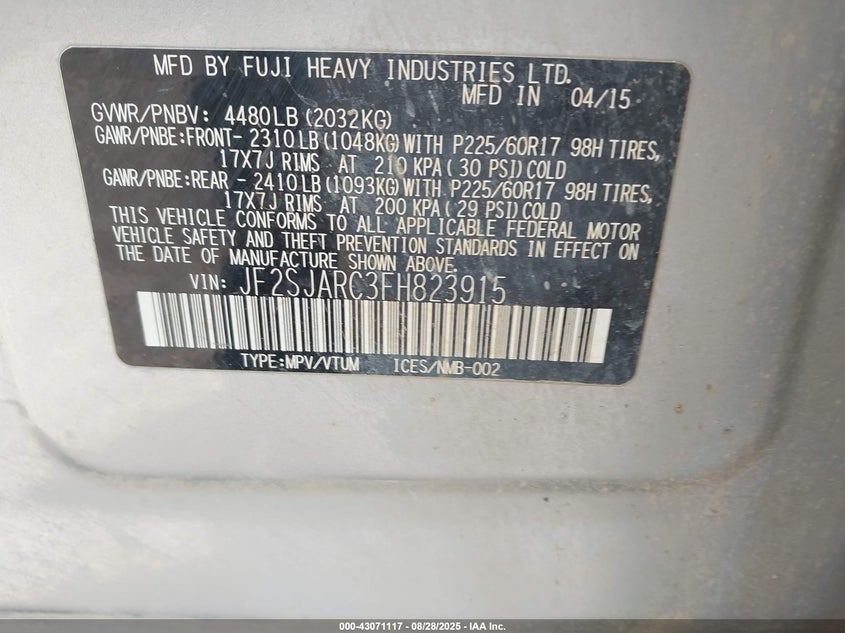 MFD BY FUJI HEAVY INDUSTRIES LTD.
MFD IN 04/15
GVWR/PNBV: 4480LB(2032KG)
GAWR/PNBE:FRONT- 2310LB(1048KG)WITH P225/60R17 98H TIRES,
17X7J RIMS AT 210 KPA( 30 PSI)COLD
GAWR/PNBE:REAR - 2410LB(1093KG)WITH P225/60R17 98H TIRES,
17X7J RIMS AT 200 KPA( 29 PSI)COLD
THIS VEHICLE CONFORMS TO ALL APPLICABLE FEDERAL MOTOR
VEHICLE SAFETY AND THEFT PREVENTION STANDARDS IN EFFECT ON
THE DATE OF MANUFACTURE SHOWN ABOVE.
VIN: JF2SJARC3FH823915
TYPE:MPV/VTUM ICES/NMB-002
000-43071117 - 08/28/2025 - IAA Inc.